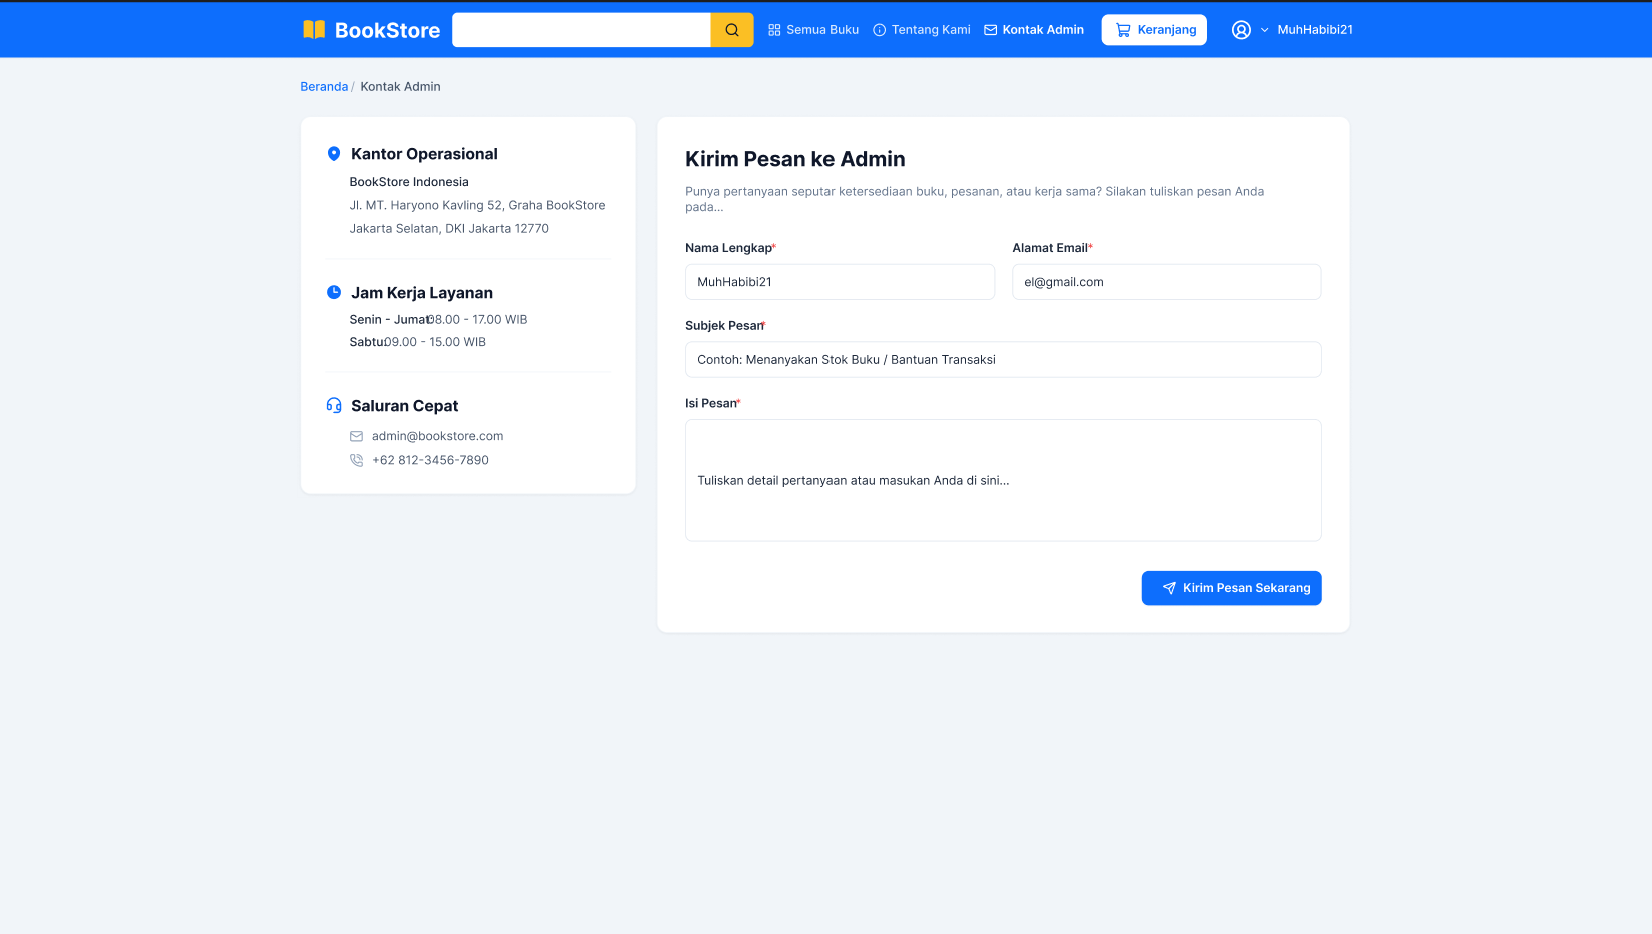 BookStore
Semua Buku
Tentang Kami
Kontak Admin
Keranjang
MuhHabibi21
Beranda / Kontak Admin
Kantor Operasional
BookStore Indonesia
Jl. MT. Haryono Kavling 52, Graha BookStore
Jakarta Selatan, DKI Jakarta 12770
Jam Kerja Layanan
Senin - Jumat: 08.00 - 17.00 WIB
Sabtu: 09.00 - 15.00 WIB
Saluran Cepat
admin@bookstore.com
+62 812-3456-7890
Kirim Pesan ke Admin
Punya pertanyaan seputar ketersediaan buku, pesanan, atau kerja sama? Silakan tuliskan pesan Anda
pada...
Nama Lengkap*
Alamat Email*
MuhHabibi21
el@gmail.com
Subjek Pesan*
Contoh: Menanyakan Stok Buku / Bantuan Transaksi
Isi Pesan*
Tuliskan detail pertanyaan atau masukan Anda di sini...
Kirim Pesan Sekarang